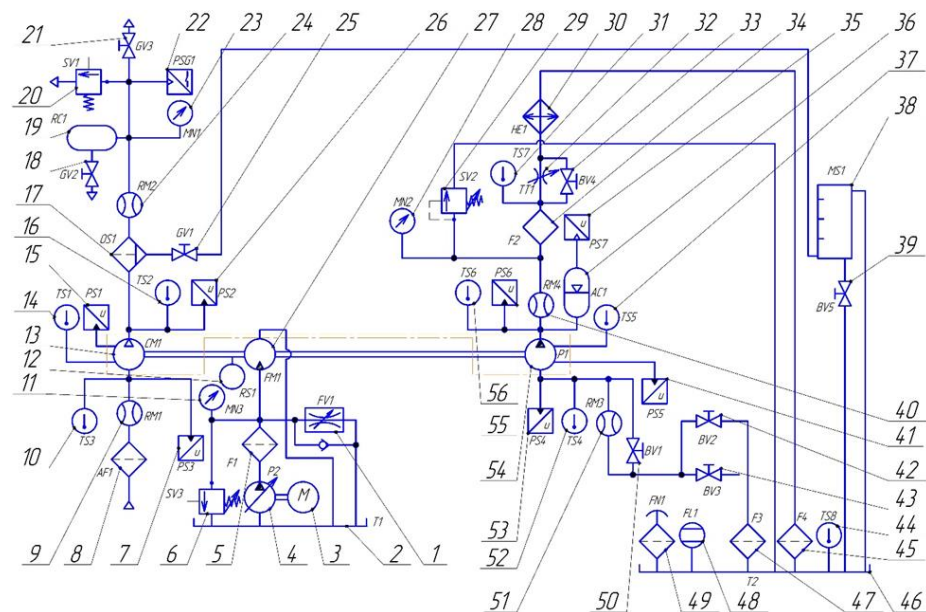 21 22 23 24 25 26 27 28 29 30 31 32 33 34 35 36 37
GV3
SV1
PSG1
20
38
19
RC1
MN1
HE1
TS7
MS1
18
GV2
SV2
TT1
BV4
RM2
MN2
17
GV1
F2
u
PS7
39
16
DS1
TS6
PS6
RM4
AC1
BV5
15
TS1
PS1
TS2
u
PS2
u
u
TS5
14
CM1
13
P1
12
FM1
RS1
11
MN3
FV1
u
PS5
40
55
56
u
PS4
TS4
RM3
BV1
BV2
41
10
TS3
RM1
u
PS3
54
42
AF1
F1
P2
BV3
43
SV3
M
T1
53
FN1
FL1
F3
F4
TS8
44
52
45
9 8 7 6 5 4 3 2 1
T2
51 50 49 48 47 46